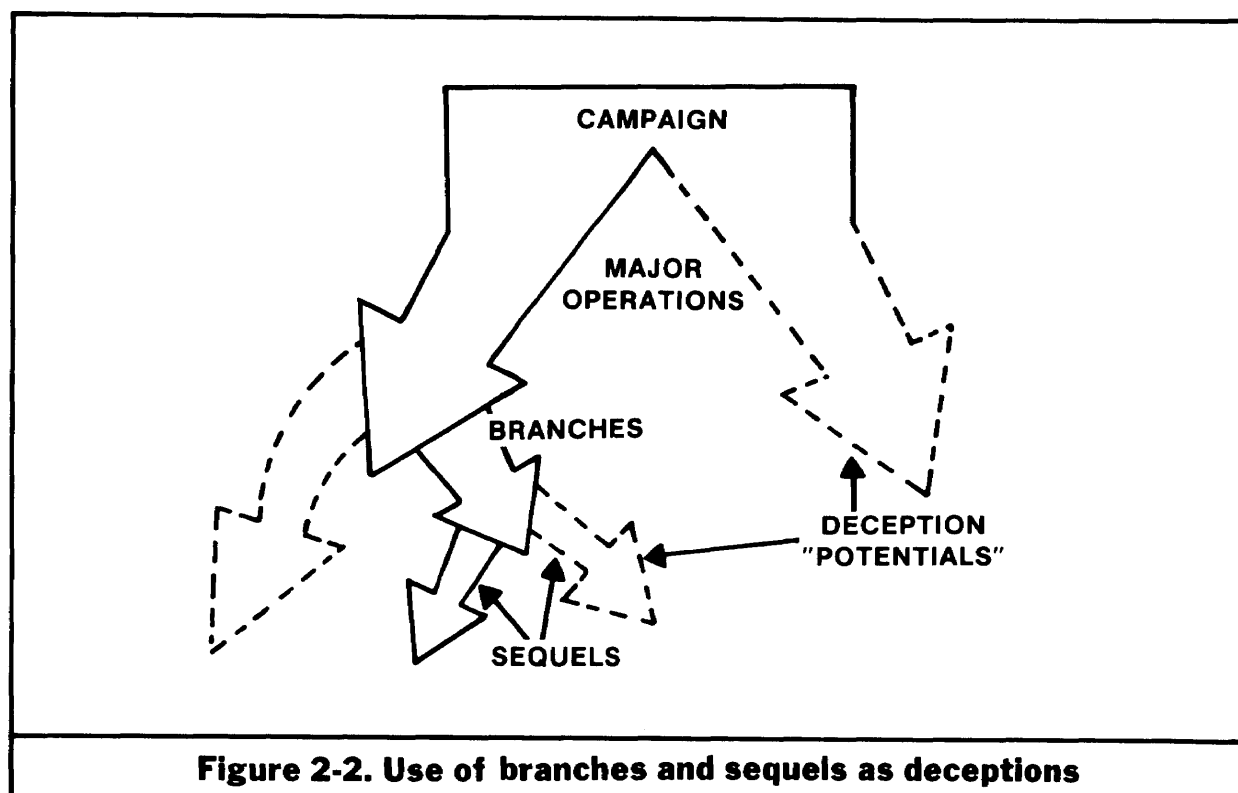 CAMPAIGN
MAJOR
OPERATIONS
BRANCHES
DECEPTION
"POTENTIALS"
SEQUELS
Figure 2-2. Use of branches and sequels as deceptions